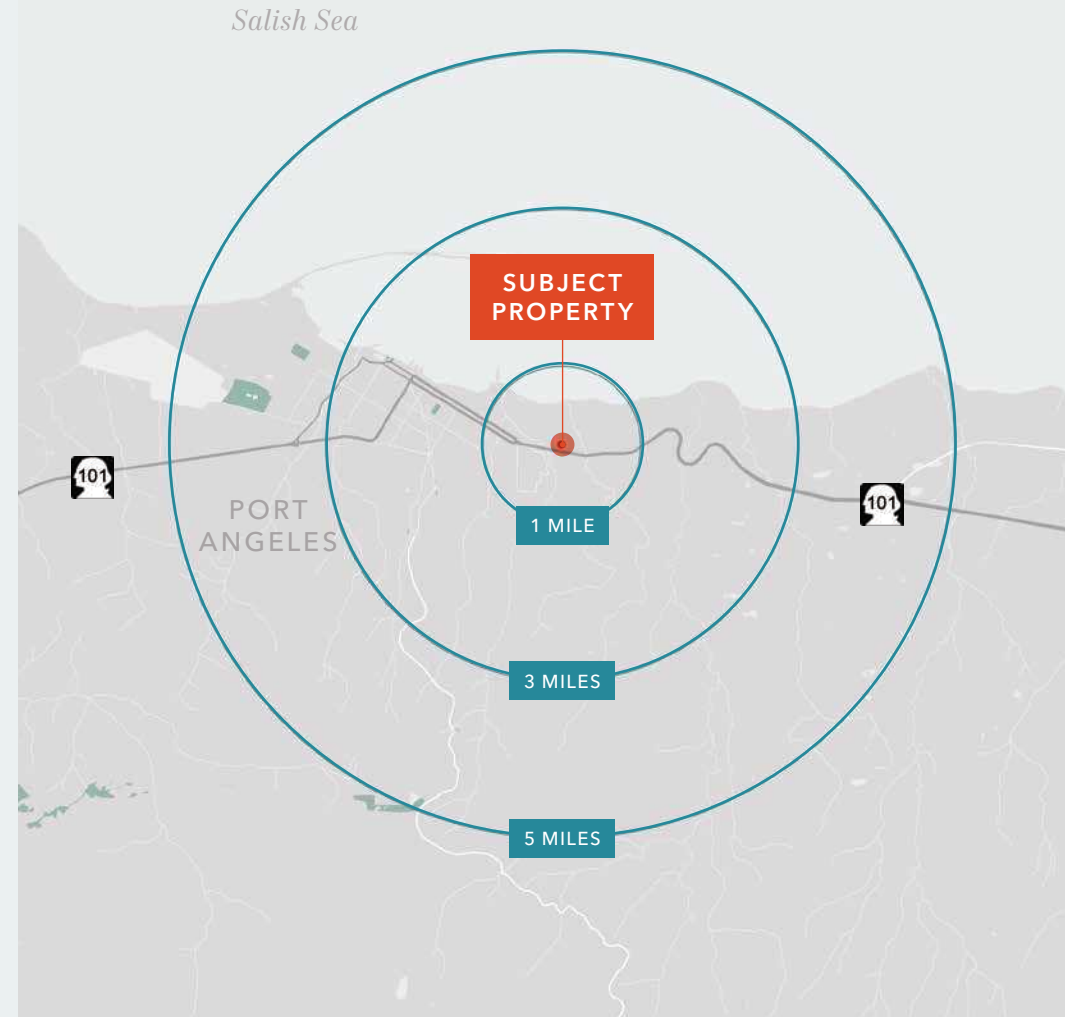 Salish Sea
SUBJECT
PROPERTY
101
101
PORT
ANGELES
1 MILE
3 MILES
5 MILES